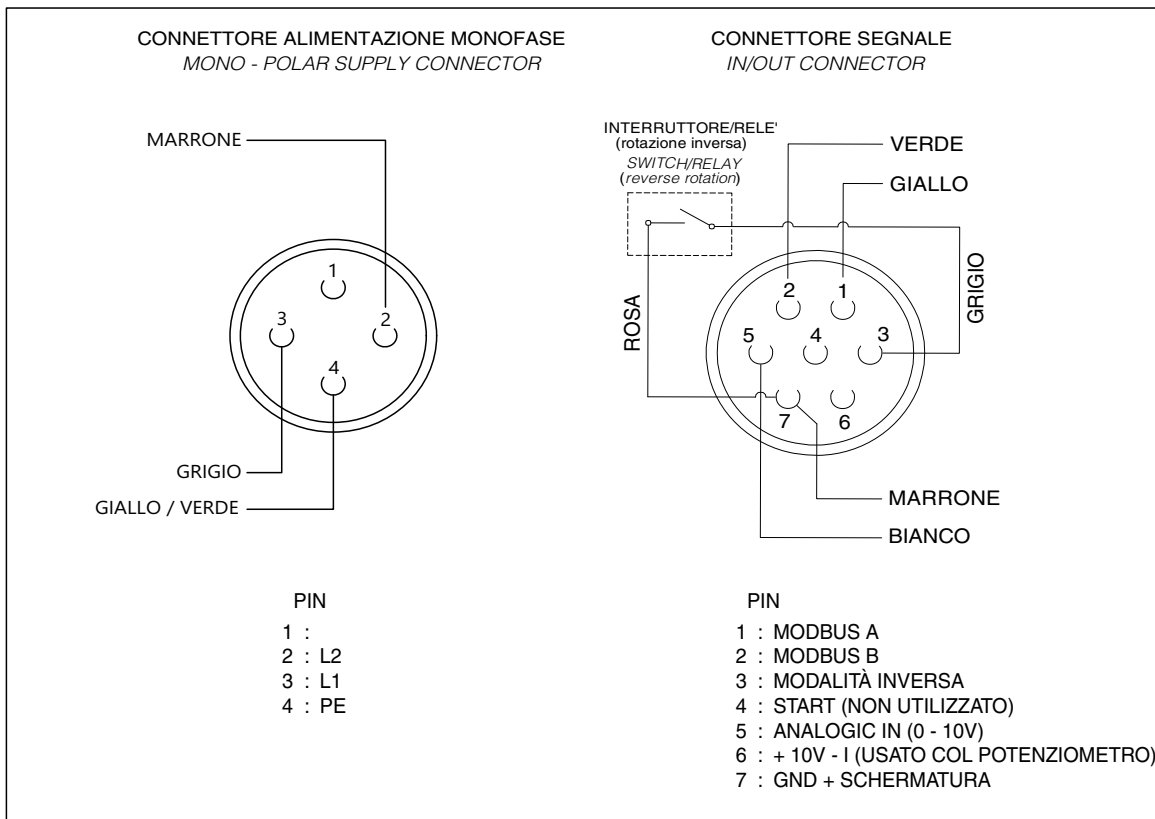 CONNETTORE ALIMENTAZIONE MONOFASE
MONO - POLAR SUPPLY CONNECTOR
MARRONE
1
3
2
4
GRIGIO
GIALLO / VERDE
PIN
1 :
2 : L2
3 : L1
4 : PE
CONNETTORE SEGNALE
IN/OUT CONNECTOR
INTERRUTTORE/RELE'
(rotazione inversa)
SWITCH/RELAY
(reverse rotation)
VERDE
GIALLO
ROSA
GRIGIO
2
1
5
4
3
7
6
MARRONE
BIANCO
PIN
1 : MODBUS A
2 : MODBUS B
3 : MODALITÀ INVERSA
4 : START (NON UTILIZZATO)
5 : ANALOGIC IN (0 - 10V)
6 : + 10V - I (USATO COL POTENZIOMETRO)
7 : GND + SCHERMATURA